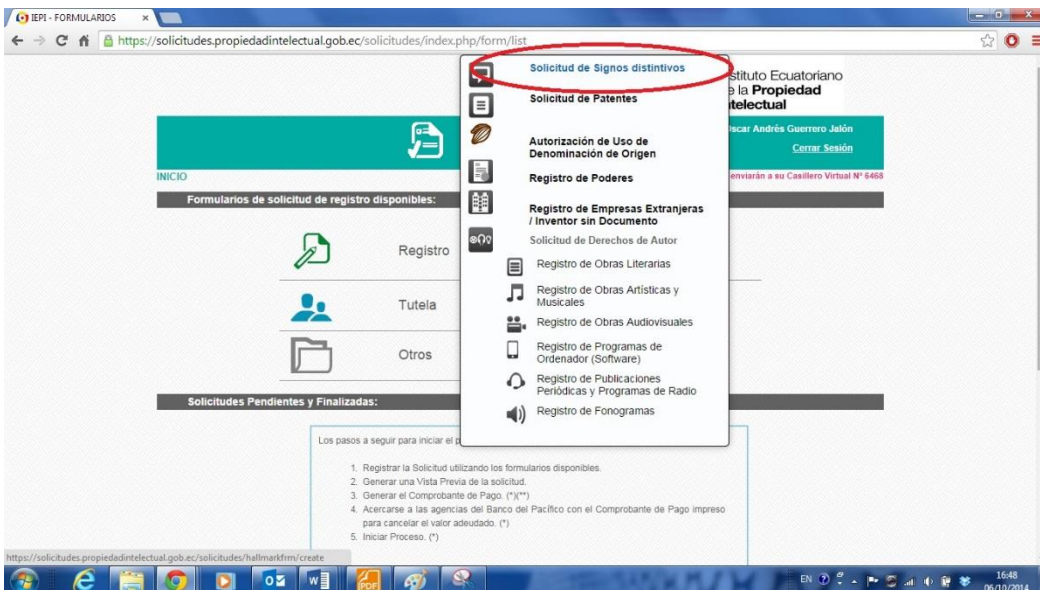 IEPI - FORMULARIOS
https://solicitudes.propiedadintelectual.gob.ec/solicitudes/index.php/form/list
Solicitud de Signos distintivos
Solicitud de Patentes
Autorización de Uso de
Denominación de Origen
Registro de Poderes
Registro de Empresas Extranjeras
/ Inventor sin Documento
Solicitud de Derechos de Autor
Registro de Obras Literarias
Registro de Obras Artísticas y
Musicales
Registro de Obras Audiovisuales
Registro de Programas de
Ordenador (Software)
Registro de Publicaciones
Periódicas y Programas de Radio
Registro de Fonogramas
stituto Ecuatoriano
e la Propiedad
ntelectual
scar Andrés Guerrero Jalón
Cerrar Sesión
INICIO
enviarán a su Casillero Virtual Nº 6468
Formularios de solicitud de registro disponibles:
Registro
Tutela
Otros
Solicitudes Pendientes y Finalizadas:
Los pasos a seguir para iniciar el p
1. Registrar la Solicitud utilizando los formularios disponibles.
2. Generar una Vista Previa de la solicitud.
3. Generar el Comprobante de Pago. (*)(**)
4. Acercarse a las agencias del Banco del Pacífico con el Comprobante de Pago impreso
para cancelar el valor adeudado. (*)
5. Iniciar Proceso. (*)
https://solicitudes.propiedadintelectual.gob.ec/solicitudes/hallmarkfrm/create
PDF
EN
16:48
06/10/2014